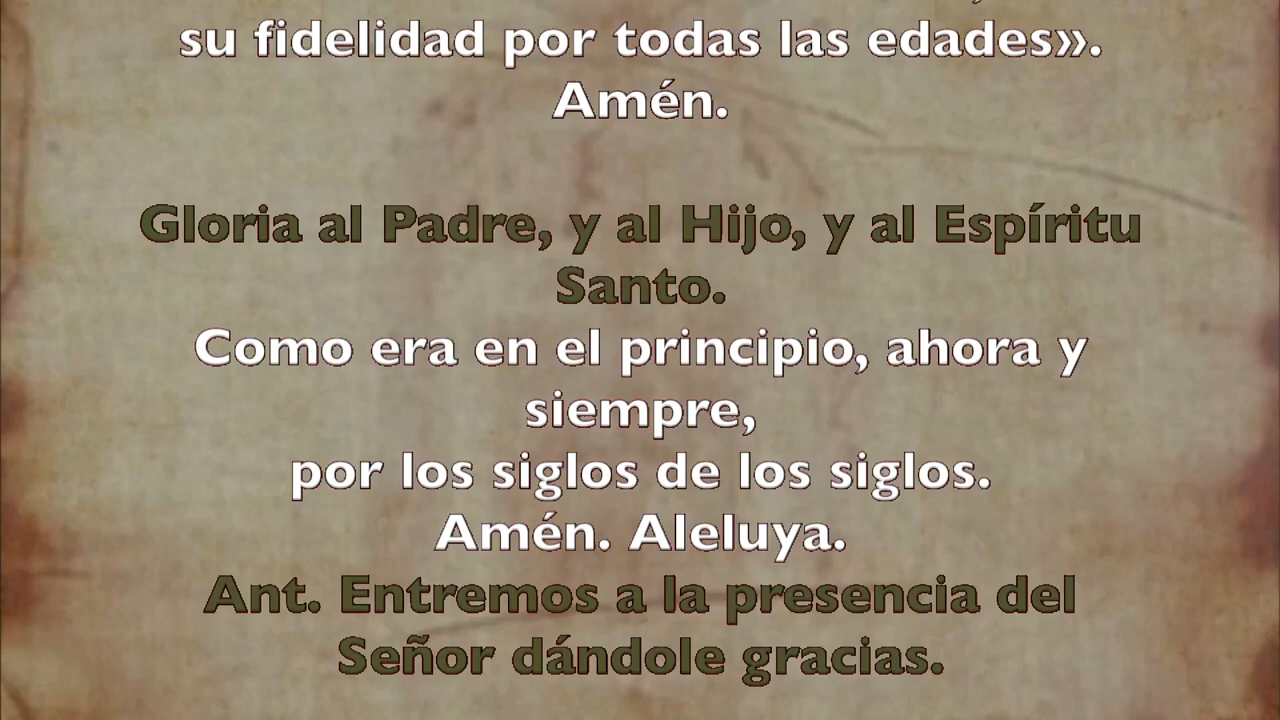 su fidelidad por todas las edades».
Amén.
Gloria al Padre, y al Hijo, y al Espíritu
Santo.
Como era en el principio, ahora y
siempre,
por los siglos de los siglos.
Amén. Aleluya.
Ant. Entremos a la presencia del
Señor dándole gracias.